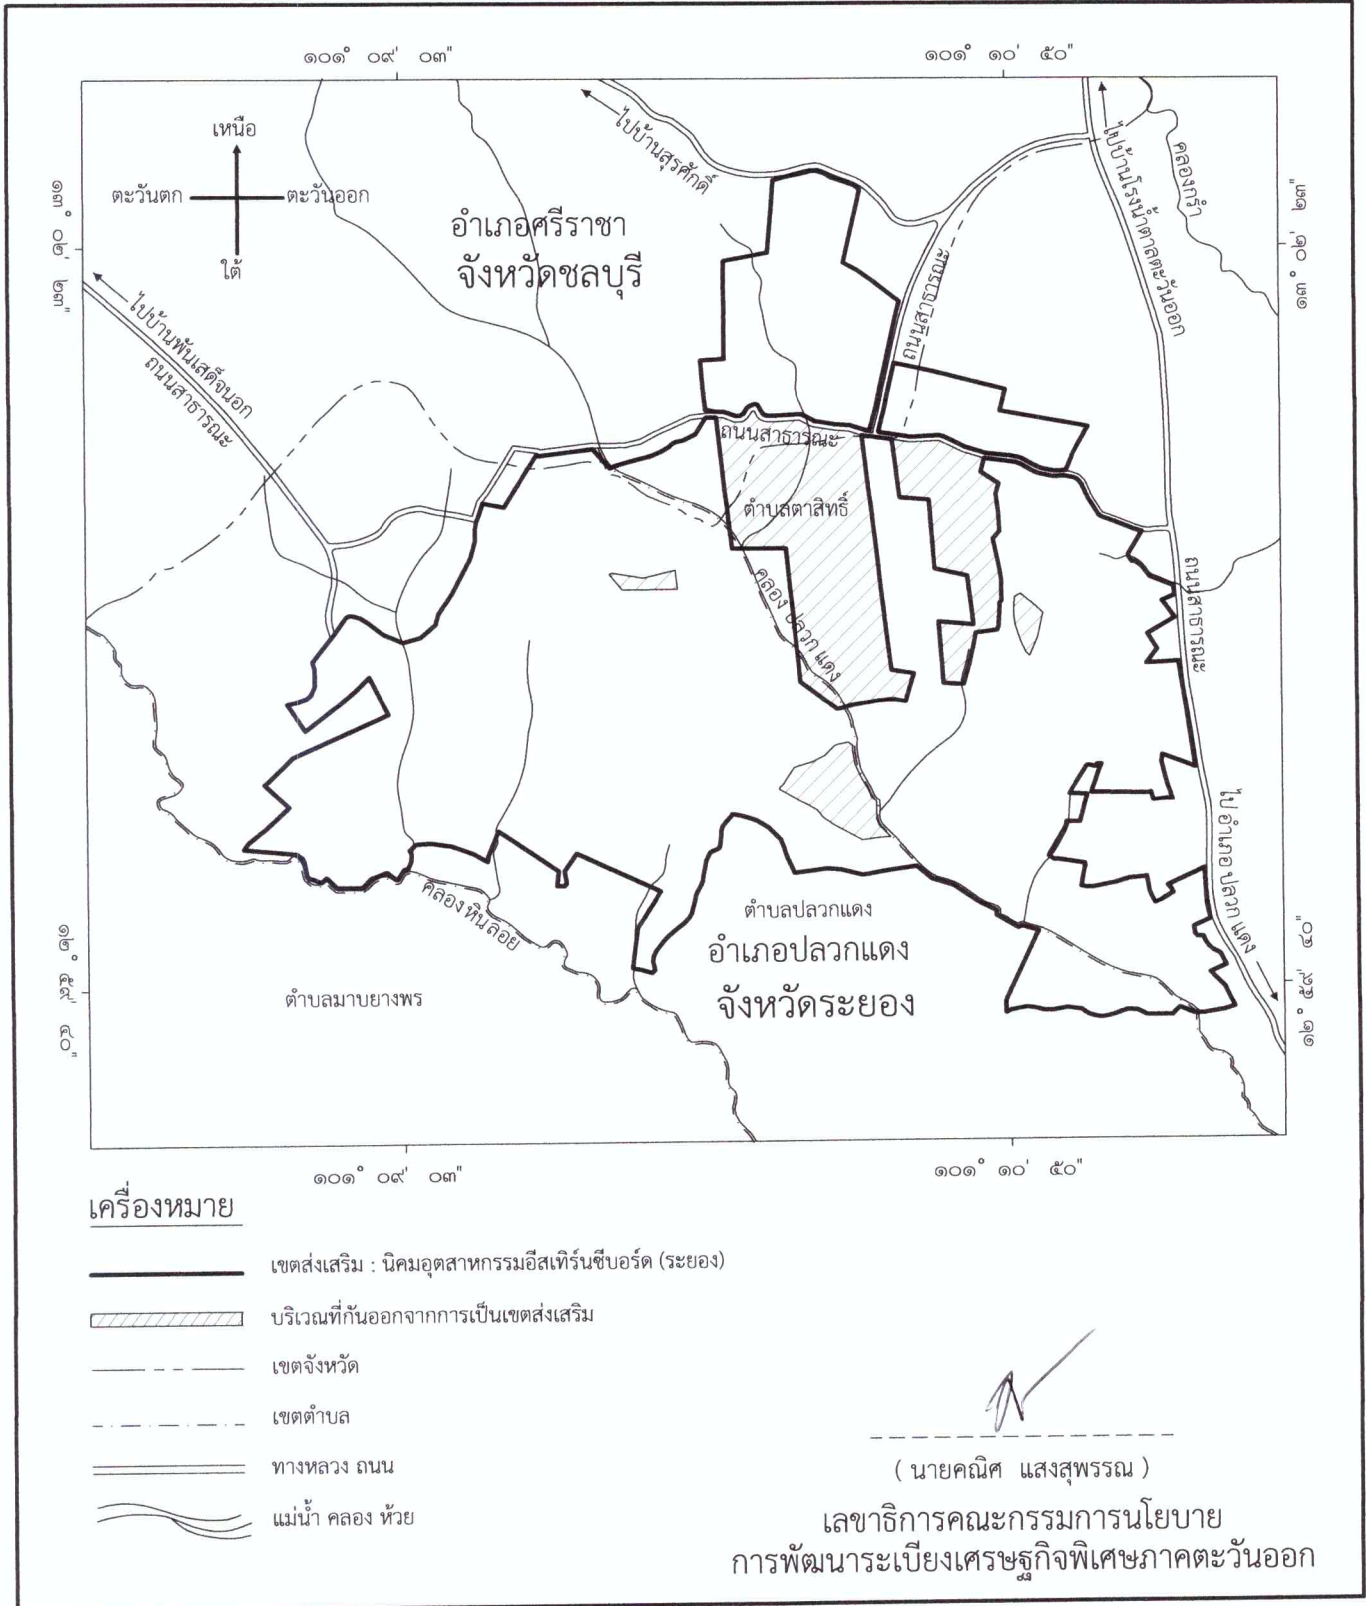 ๑๐๑° ๐๙' ๐๓"
๑๐๑° ๑๐' ๕๐"
เหนือ
ตะวันตก
ตะวันออก
ใต้
๑๓° ๐๒' ๒๓"
๑๓° ๐๒' ๒๓"
ไปบ้านสุรศักดิ์
ไปบ้านโรงน้ำตาลตะวันออก
คลองกรำ
อำเภอศรีราชา
จังหวัดชลบุรี
ไปบ้านพันเสด็จนอก
ถนนสาธารณะ
ถนนสาธารณะ
ถนนสาธารณะ
ตำบลตาสิทธิ์
คลอง ปลวก แดง
ถนนสาธารณะ
ไป อำเภอ ปลวก แดง
คลองหินลอย
ตำบลปลวกแดง
อำเภอปลวกแดง
จังหวัดระยอง
ตำบลมาบยางพร
๑๒° ๕๙' ๔๐"
๑๒° ๕๙' ๔๐"
๑๐๑° ๐๙' ๐๓"
๑๐๑° ๑๐' ๕๐"
เครื่องหมาย
เขตส่งเสริม : นิคมอุตสาหกรรมอีสเทิร์นซีบอร์ด (ระยอง)
บริเวณที่กันออกจากการเป็นเขตส่งเสริม
เขตจังหวัด
เขตตำบล
ทางหลวง ถนน
แม่น้ำ คลอง ห้วย
( นายคณิศ แสงสุพรรณ )
เลขาธิการคณะกรรมการนโยบาย
การพัฒนาระเบียงเศรษฐกิจพิเศษภาคตะวันออก